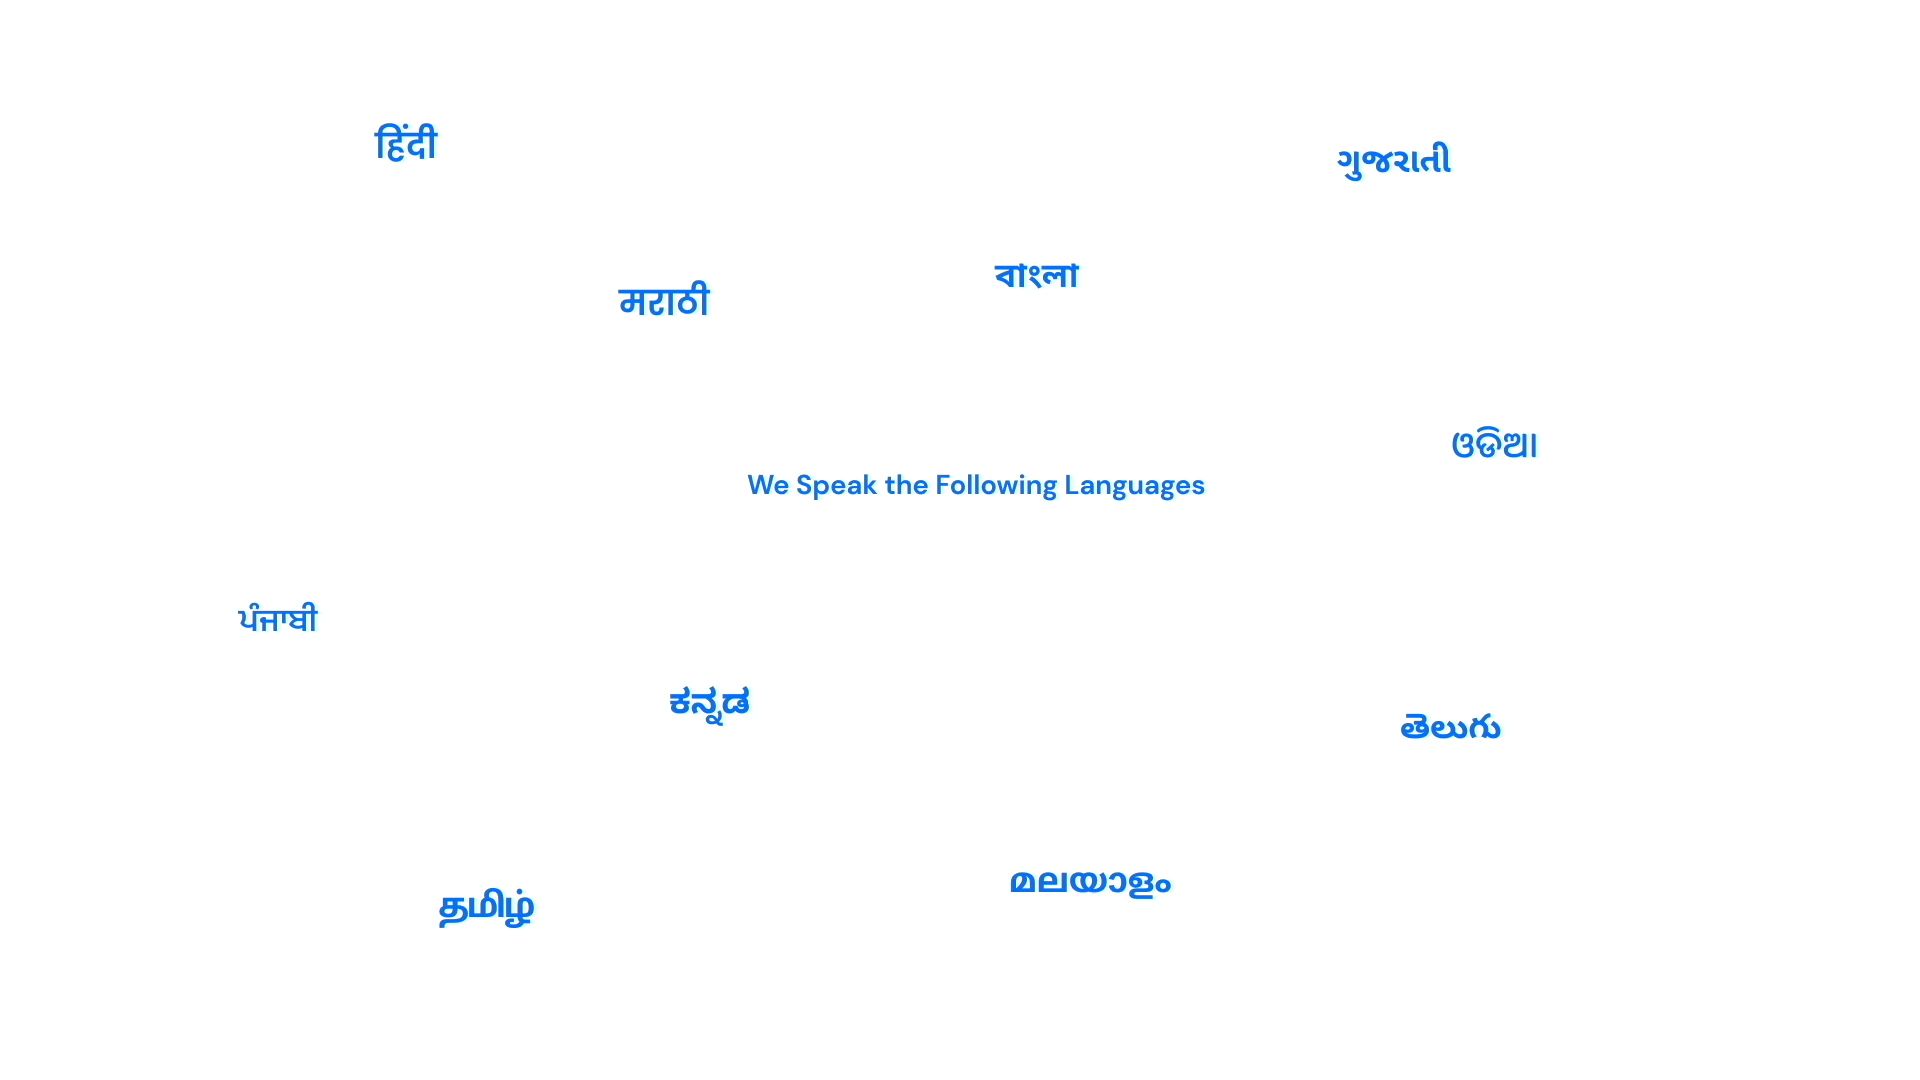 हिंदी
ગુજરાતી
বাংলা
मराठी
ଓଡିଆ
We Speak the Following Languages
ਪੰਜਾਬੀ
ಕನ್ನಡ
తెలుగు
മലയാളം
தமிழ்